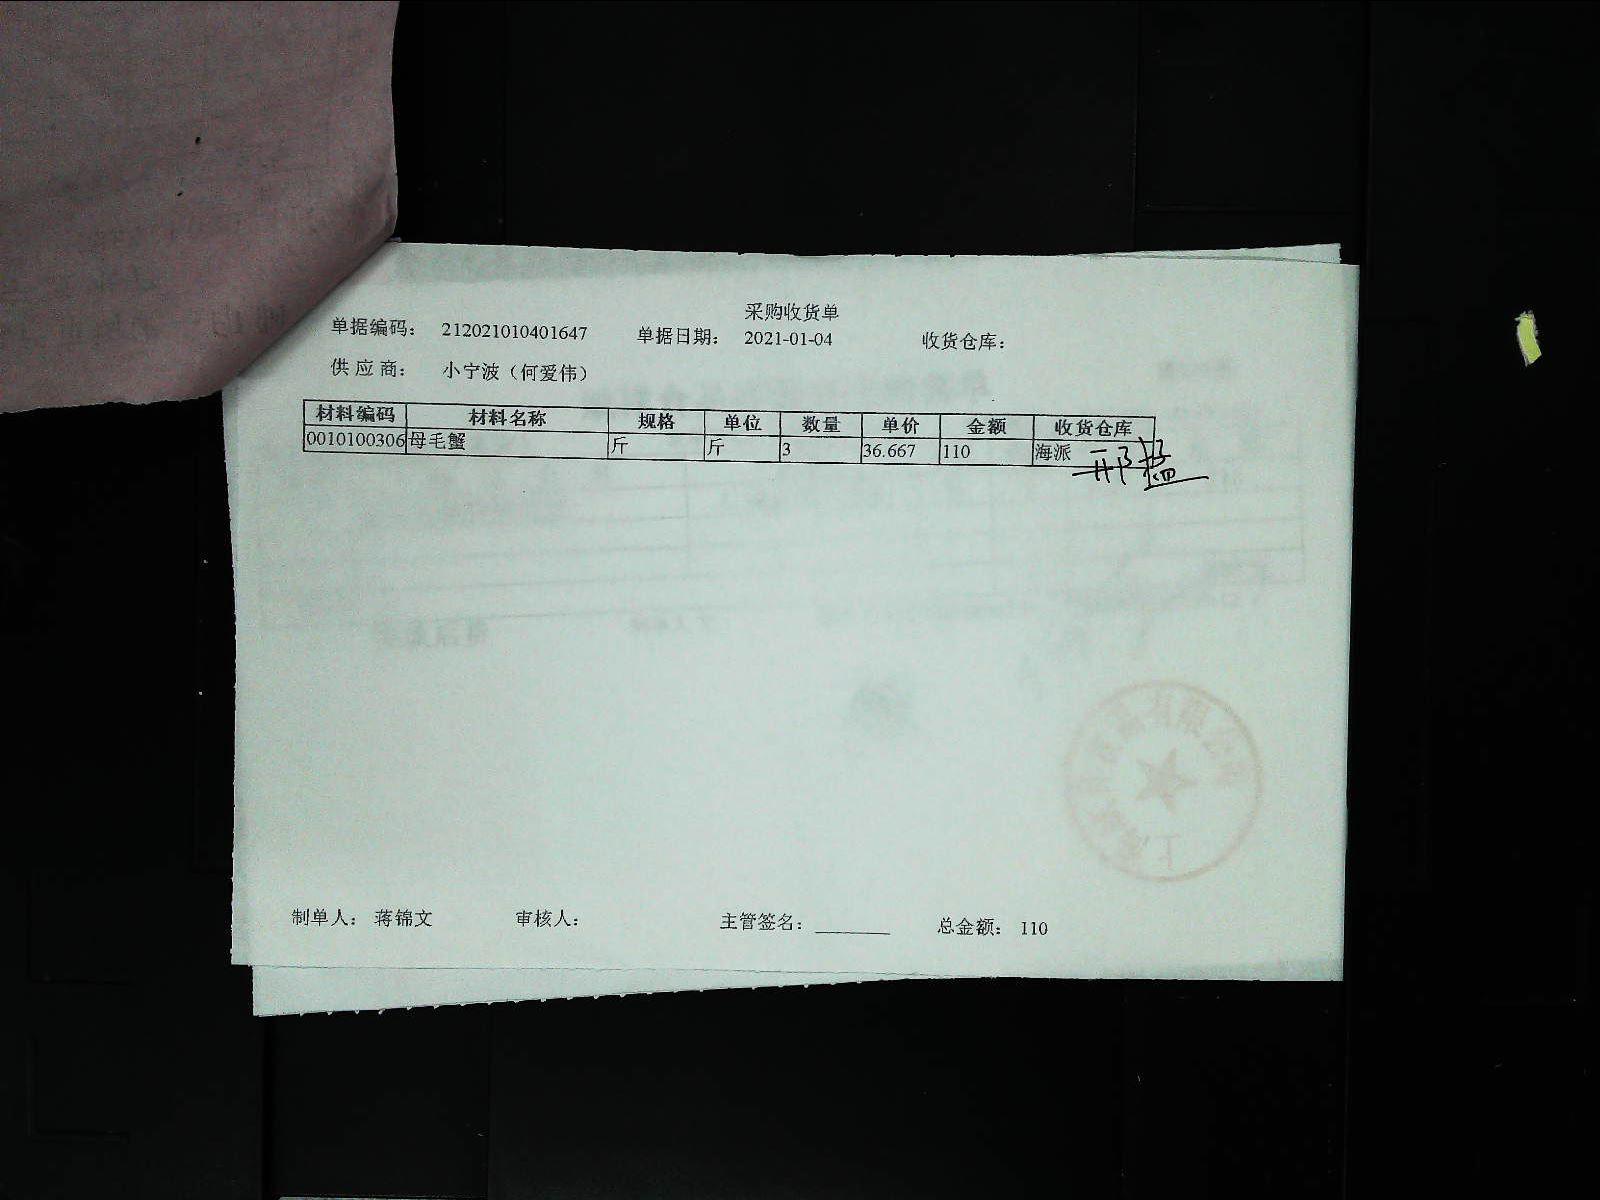 采购收货单
单据编码： 212021010401647 单据日期： 2021-01-04 收货仓库：
供 应 商： 小宁波（何爱伟）
材料编码 材料名称 规格 单位 数量 单价 金额 收货仓库
0010100306 母毛蟹 斤 斤 3 36.667 110 海派
制单人： 蒋锦文 审核人： 主管签名： ________ 总金额： 110